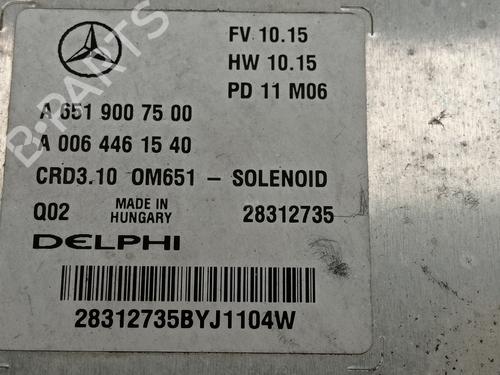 FV 10.15
HW 10.15
PD 11 M06
A 651 900 75 00
A 006 446 15 40
CRD3.10 OM651 – SOLENOID
Q02 MADE IN HUNGARY 28312735
DELPHI
28312735BYJ1104W
B-PARTS